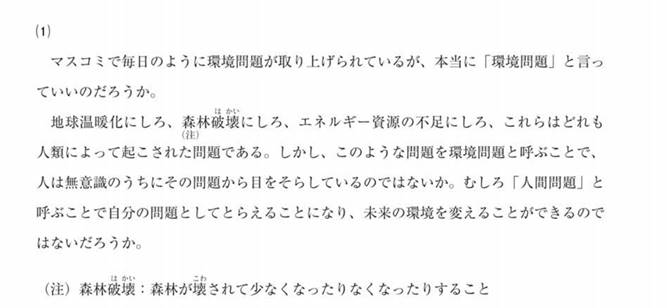 (1)
マスコミで毎日のように環境問題が取り上げられているが、本当に「環境問題」と言っ
ていいのだろうか。
は かい
地球温暖化にしろ、森林破壊にしろ、エネルギー資源の不足にしろ、これらはどれも
(注)
人類によって起こされた問題である。しかし、このような問題を環境問題と呼ぶことで、
人は無意識のうちにその問題から目をそらしているのではないか。むしろ「人間問題」と
呼ぶことで自分の問題としてとらえることになり、未来の環境を変えることができるので
はないだろうか。
は かい こわ
(注)森林破壊：森林が壊されて少なくなったりなくなったりすること